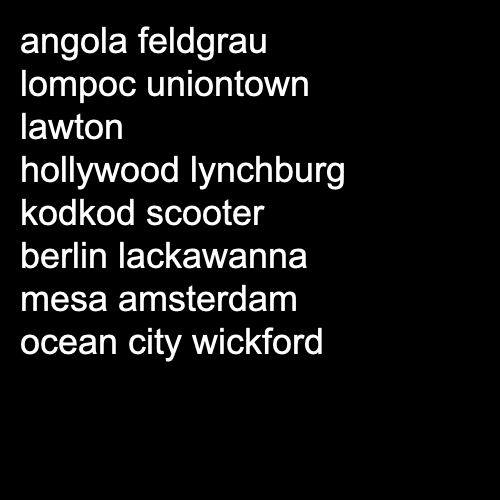 angola feldgrau
lompoc uniontown
lawton
hollywood lynchburg
kodkod scooter
berlin lackawanna
mesa amsterdam
ocean city wickford